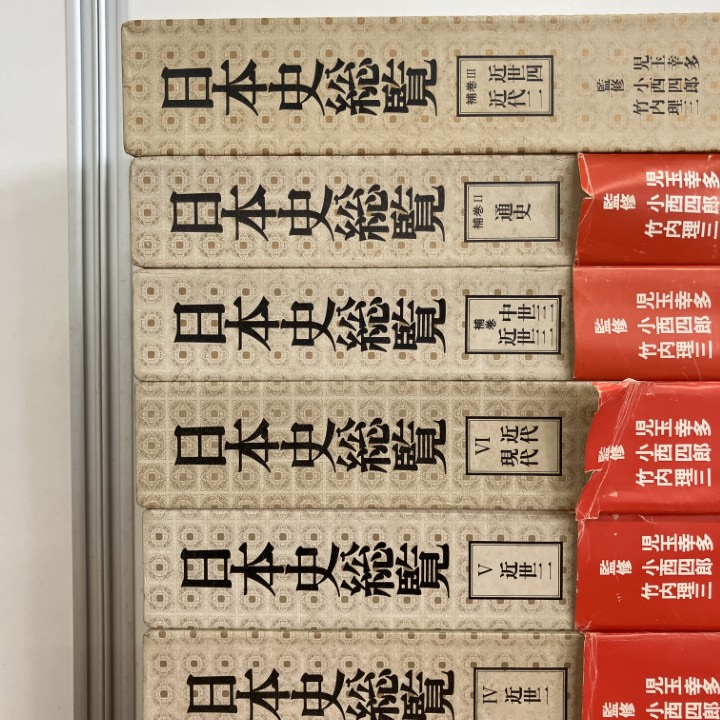 日本史総覧
補巻III
近世四
近代二
監修
児玉幸多
小西四郎
竹内理三
日本史総覧
補巻II
通史
監修
児玉幸多
小西四郎
竹内理三
日本史総覧
補巻
中世三
近世三
監修
児玉幸多
小西四郎
竹内理三
日本史総覧
VI
近代
現代
監修
児玉幸多
小西四郎
竹内理三
日本史総覧
V
近世二
監修
児玉幸多
小西四郎
竹内理三
日本史総覧
IV
近世一
監修
児玉幸多
小西四郎